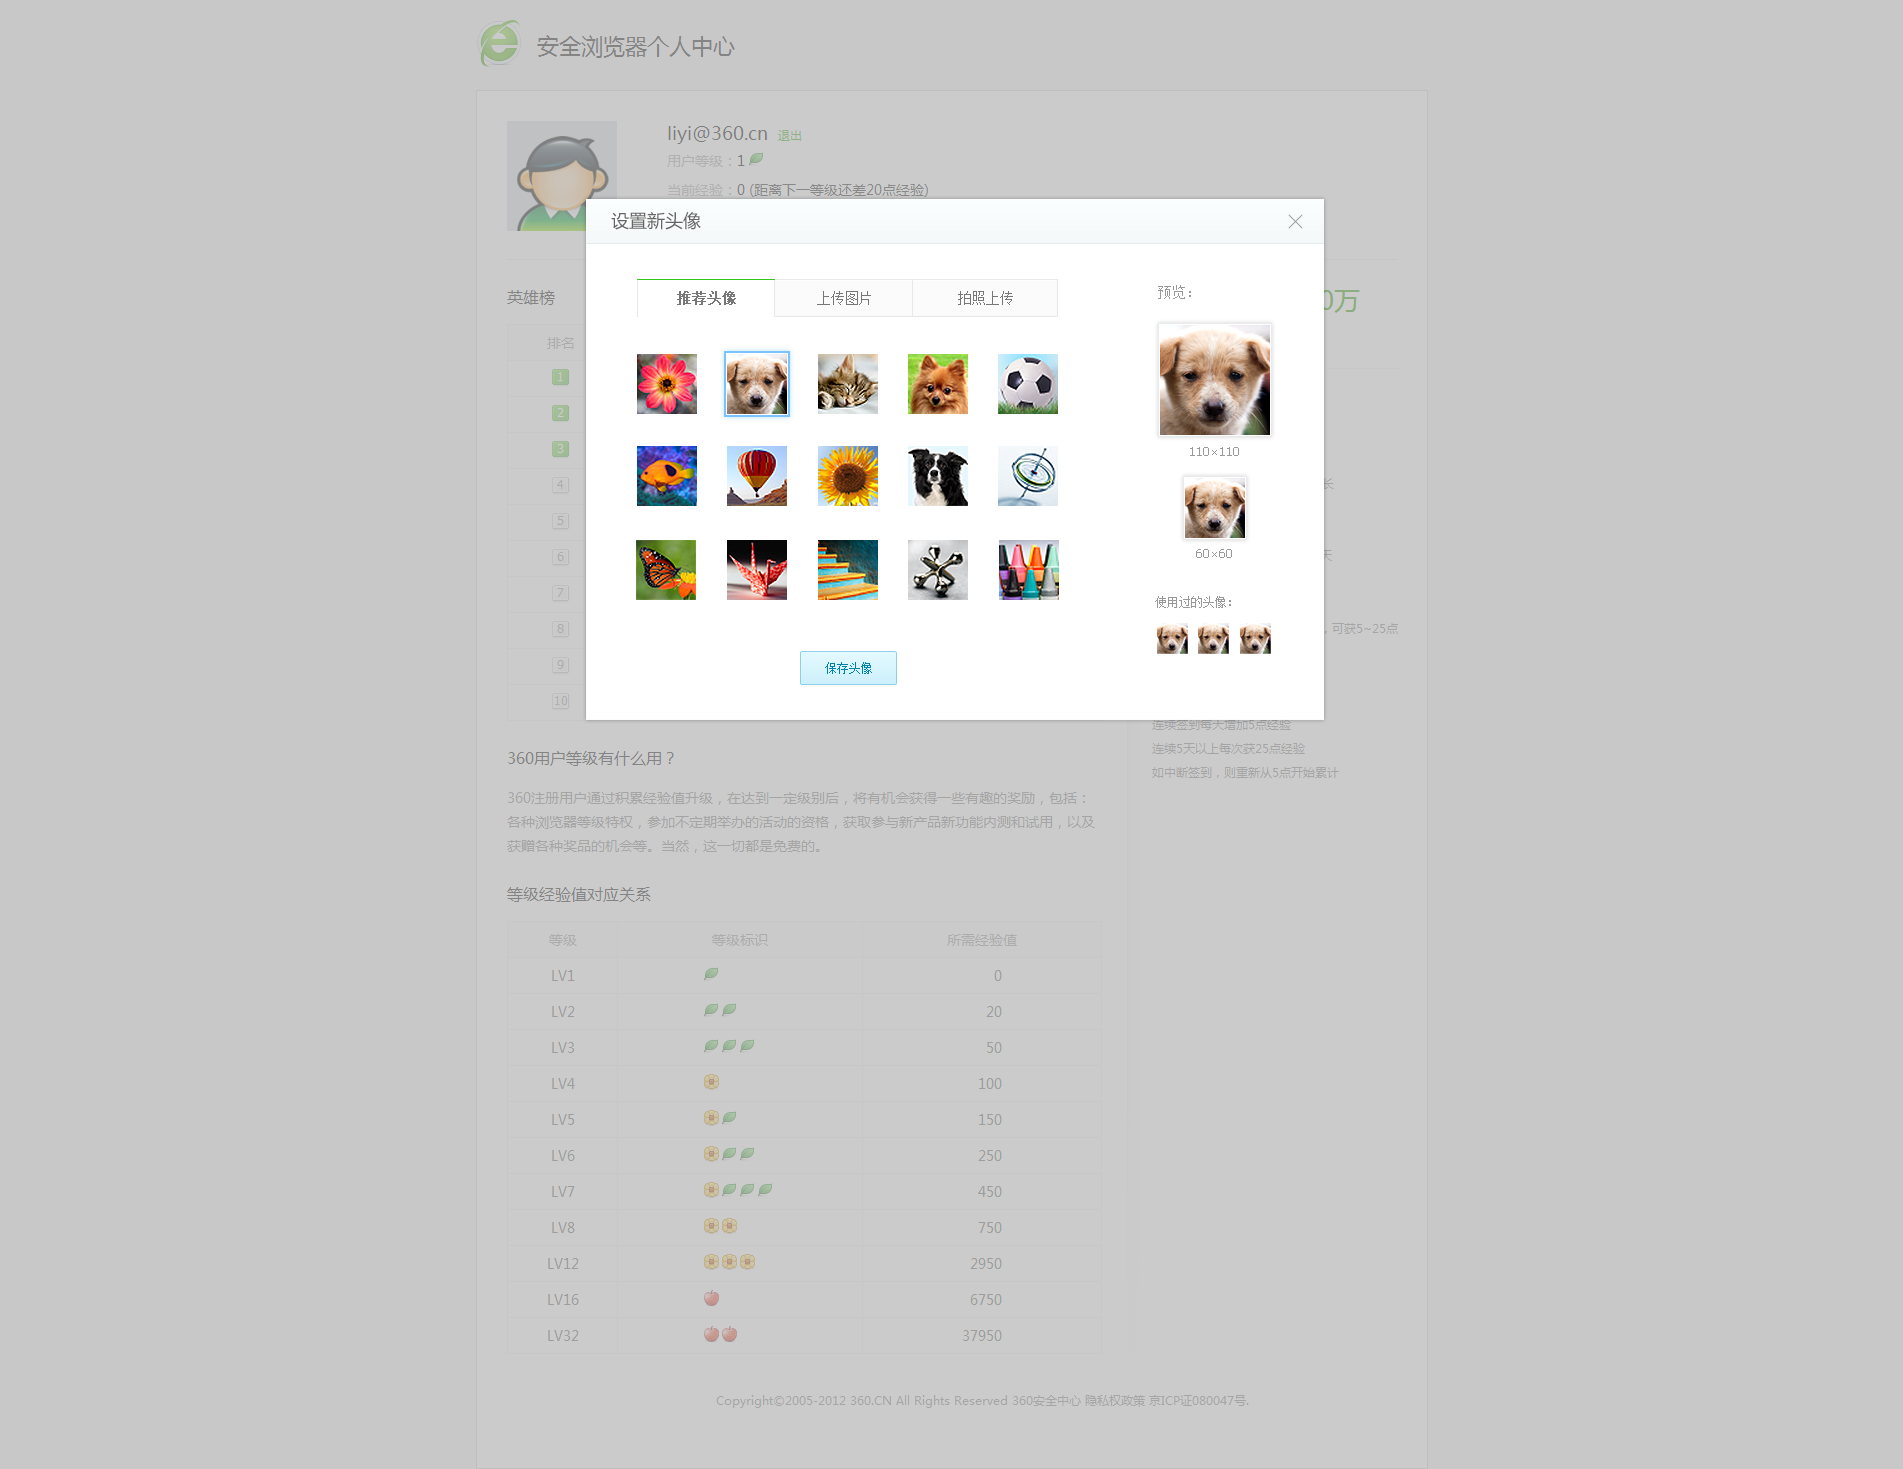 安全浏览器个人中心
liyi@360.cn 退出
用户等级：1
当前经验：0 (距离下一等级还差20点经验)
设置新头像
推荐头像 上传图片 拍照上传
预览：
110×110
60×60
使用过的头像：
保存头像
英雄榜
0万
排名
1
2
3
4
长
5
6
天
7
8
，可获5~25点
9
10
连续签到每天增加5点经验
连续5天以上每次获25点经验
如中断签到，则重新从5点开始累计
360用户等级有什么用？
360注册用户通过积累经验值升级，在达到一定级别后，将有机会获得一些有趣的奖励，包括：
各种浏览器等级特权，参加不定期举办的活动的资格，获取参与新产品新功能内测和试用，以及
获赠各种奖品的机会等。当然，这一切都是免费的。
等级经验值对应关系
等级 等级标识 所需经验值
LV1 0
LV2 20
LV3 50
LV4 100
LV5 150
LV6 250
LV7 450
LV8 750
LV12 2950
LV16 6750
LV32 37950
Copyright©2005-2012 360.CN All Rights Reserved 360安全中心 隐私权政策 京ICP证080047号.